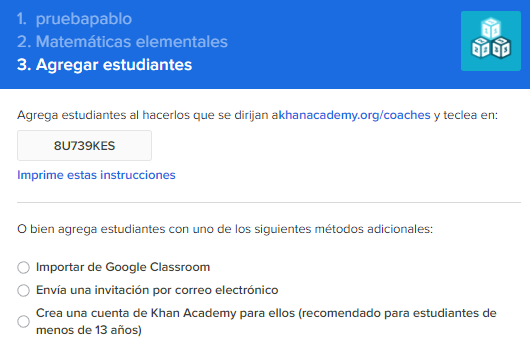 1. pruebapablo
2. Matemáticas elementales
3. Agregar estudiantes
Agrega estudiantes al hacerlos que se dirijan akhanacademy.org/coaches y teclea en:
8U739KES
Imprime estas instrucciones
O bien agrega estudiantes con uno de los siguientes métodos adicionales:
Importar de Google Classroom
Envía una invitación por correo electrónico
Crea una cuenta de Khan Academy para ellos (recomendado para estudiantes de
menos de 13 años)